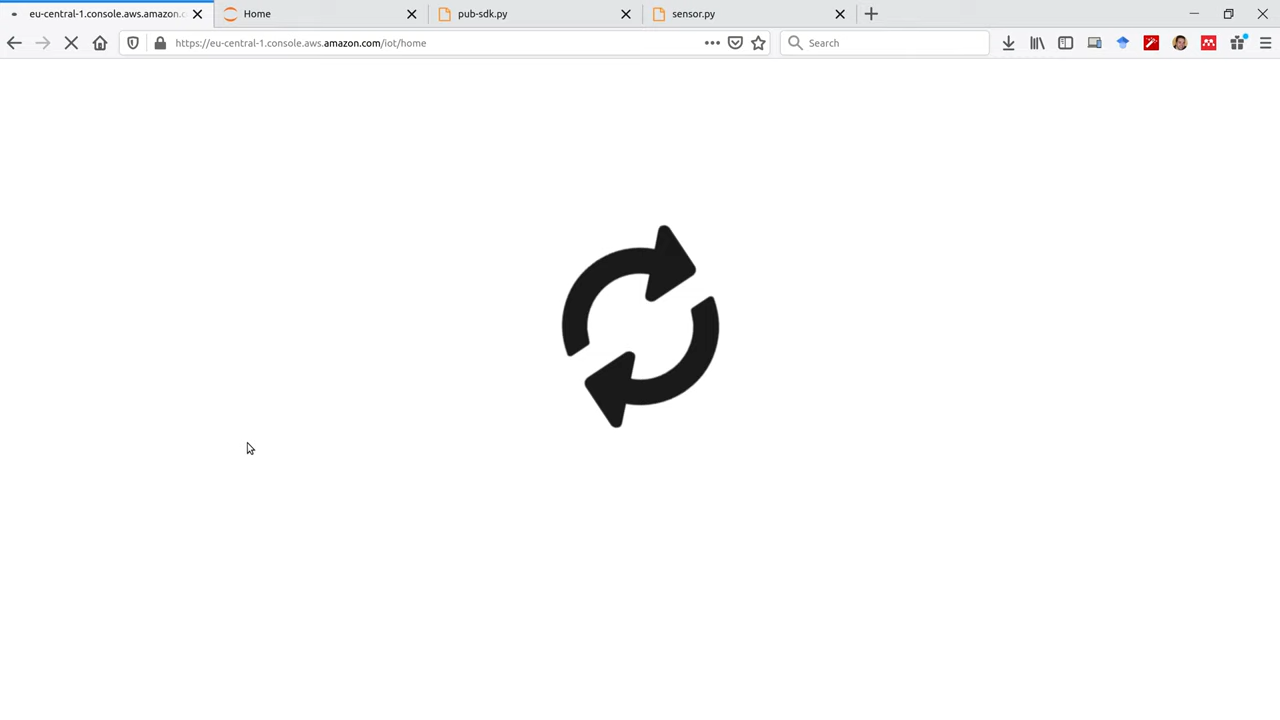 eu-central-1.console.aws.amazon.c
Home
pub-sdk.py
sensor.py
https://eu-central-1.console.aws.amazon.com/iot/home
Search